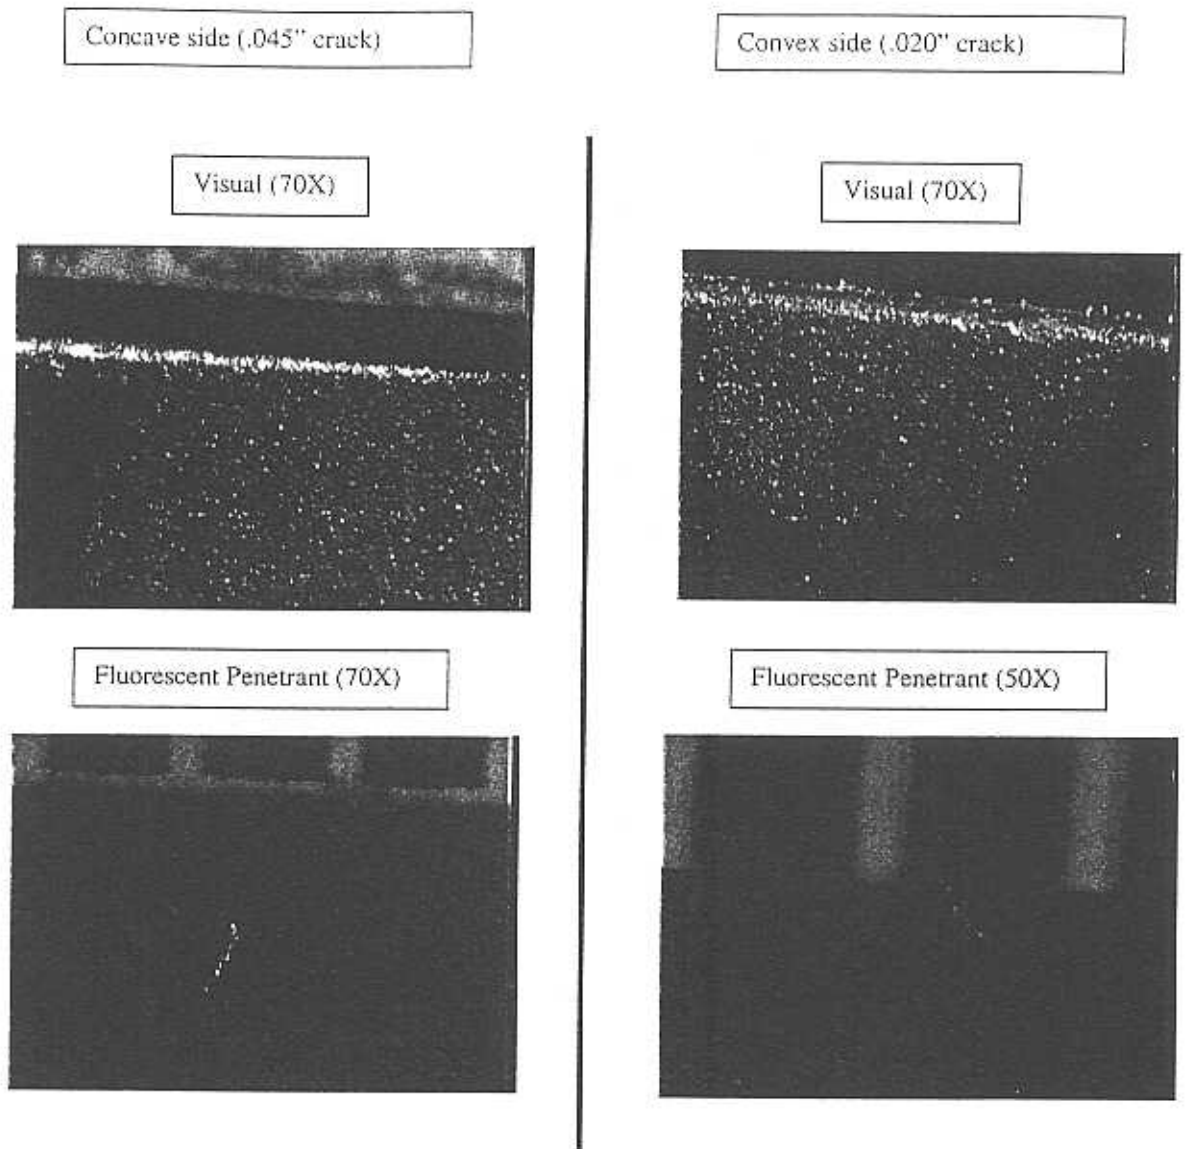 Concave side (.045" crack)
Convex side (.020" crack)
Visual (70X)
Visual (70X)
Fluorescent Penetrant (70X)
Fluorescent Penetrant (50X)